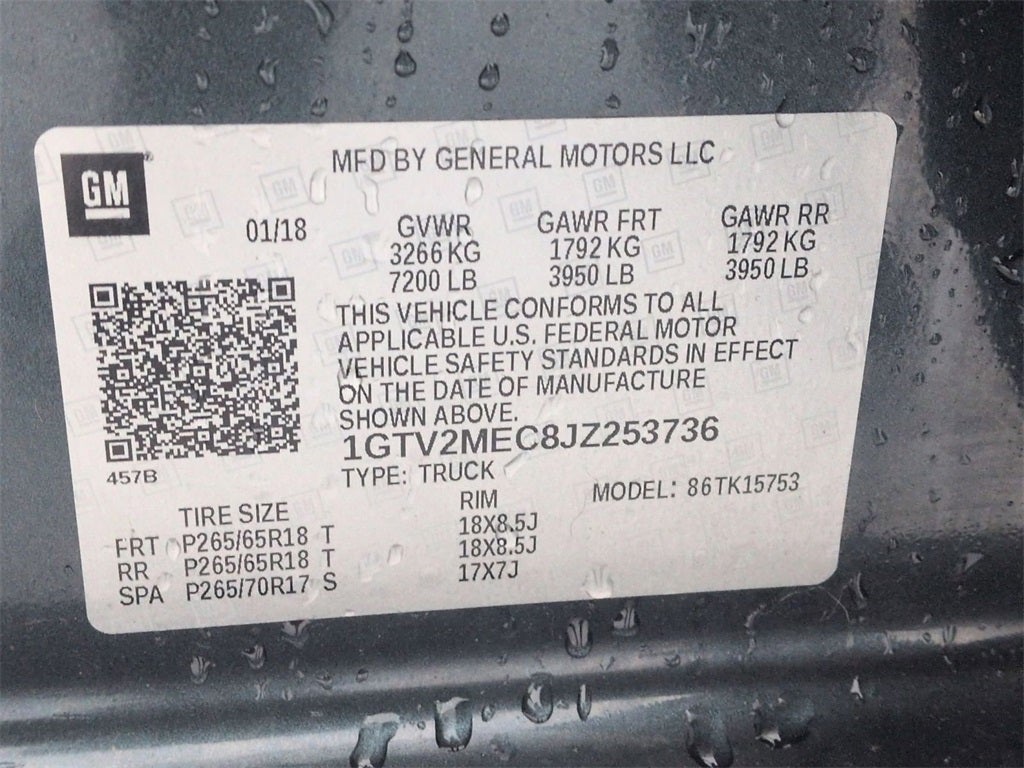 GM
MFD BY GENERAL MOTORS LLC
01/18
GVWR GAWR FRT GAWR RR
3266 KG 1792 KG 1792 KG
7200 LB 3950 LB 3950 LB
THIS VEHICLE CONFORMS TO ALL
APPLICABLE U.S. FEDERAL MOTOR
VEHICLE SAFETY STANDARDS IN EFFECT
ON THE DATE OF MANUFACTURE
SHOWN ABOVE.
1GTV2MEC8JZ253736
457B
TYPE: TRUCK
MODEL: 86TK15753
TIRE SIZE RIM
FRT P265/65R18 T 18X8.5J
RR P265/65R18 T 18X8.5J
SPA P265/70R17 S 17X7J